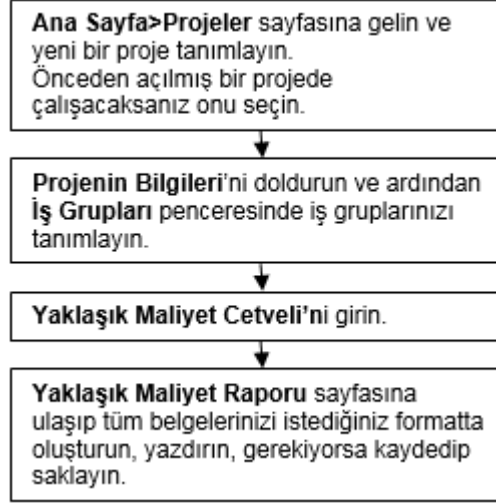 Ana Sayfa>Projeler sayfasına gelin ve
yeni bir proje tanımlayın.
Önceden açılmış bir projede
çalışacaksanız onu seçin.
Projenin Bilgileri'ni doldurun ve ardından
İş Grupları penceresinde iş gruplarınızı
tanımlayın.
Yaklaşık Maliyet Cetveli'ni girin.
Yaklaşık Maliyet Raporu sayfasına
ulaşıp tüm belgelerinizi istediğiniz formatta
oluşturun, yazdırın, gerekiyorsa kaydedip
saklayın.